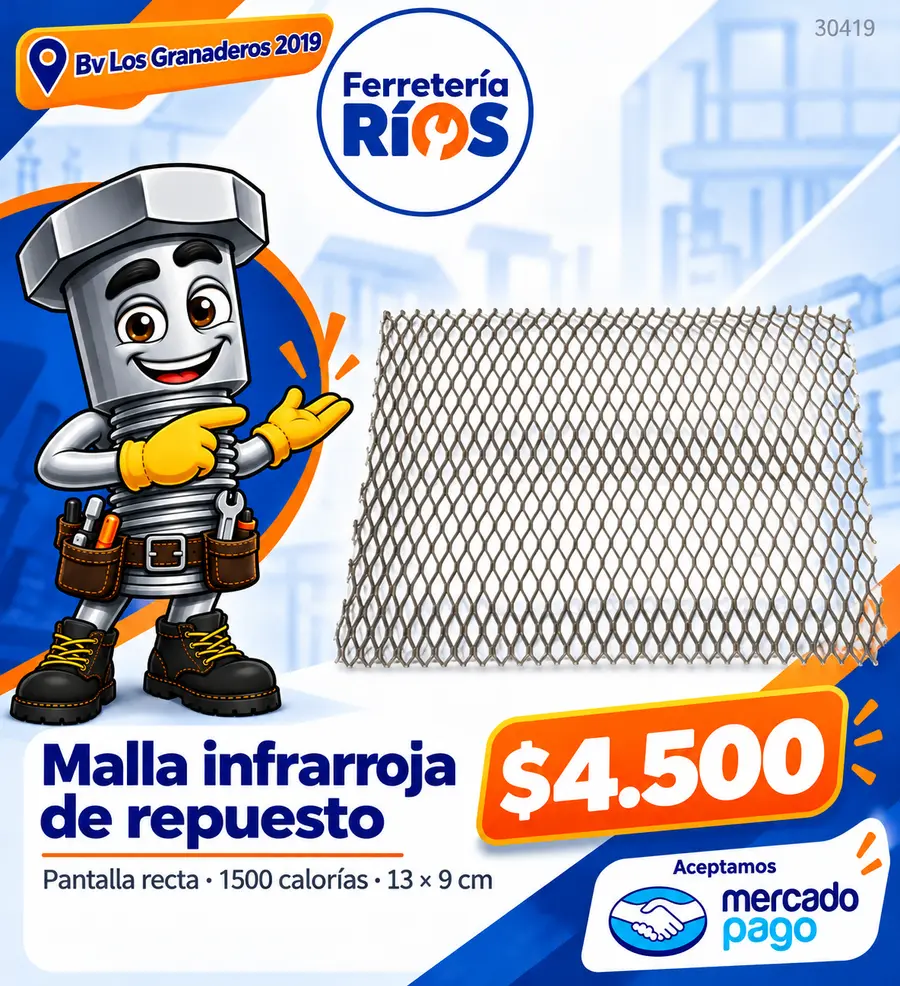 Bv Los Granaderos 2019
Ferretería
Ríos
30419
Malla infrarroja
de repuesto
Pantalla recta · 1500 calorías · 13 × 9 cm
$4.500
Aceptamos
mercado
pago